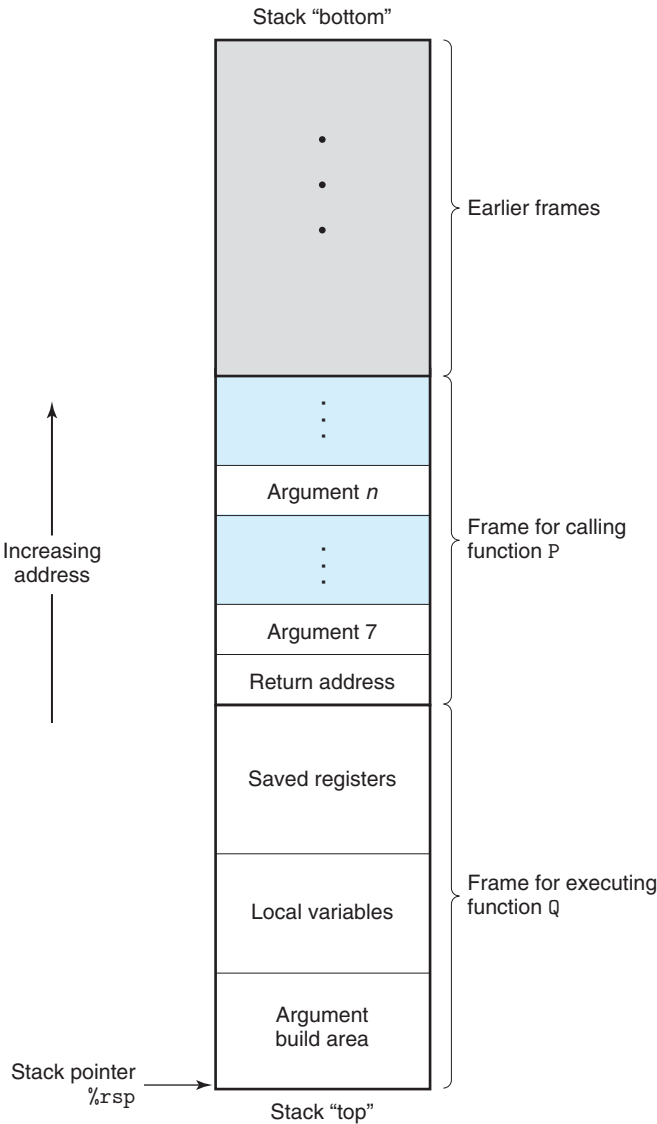 Stack “bottom”
Earlier frames
Argument n
Increasing
address
Frame for calling
function P
Argument 7
Return address
Saved registers
Local variables
Frame for executing
function Q
Argument
build area
Stack pointer
%rsp
Stack “top”